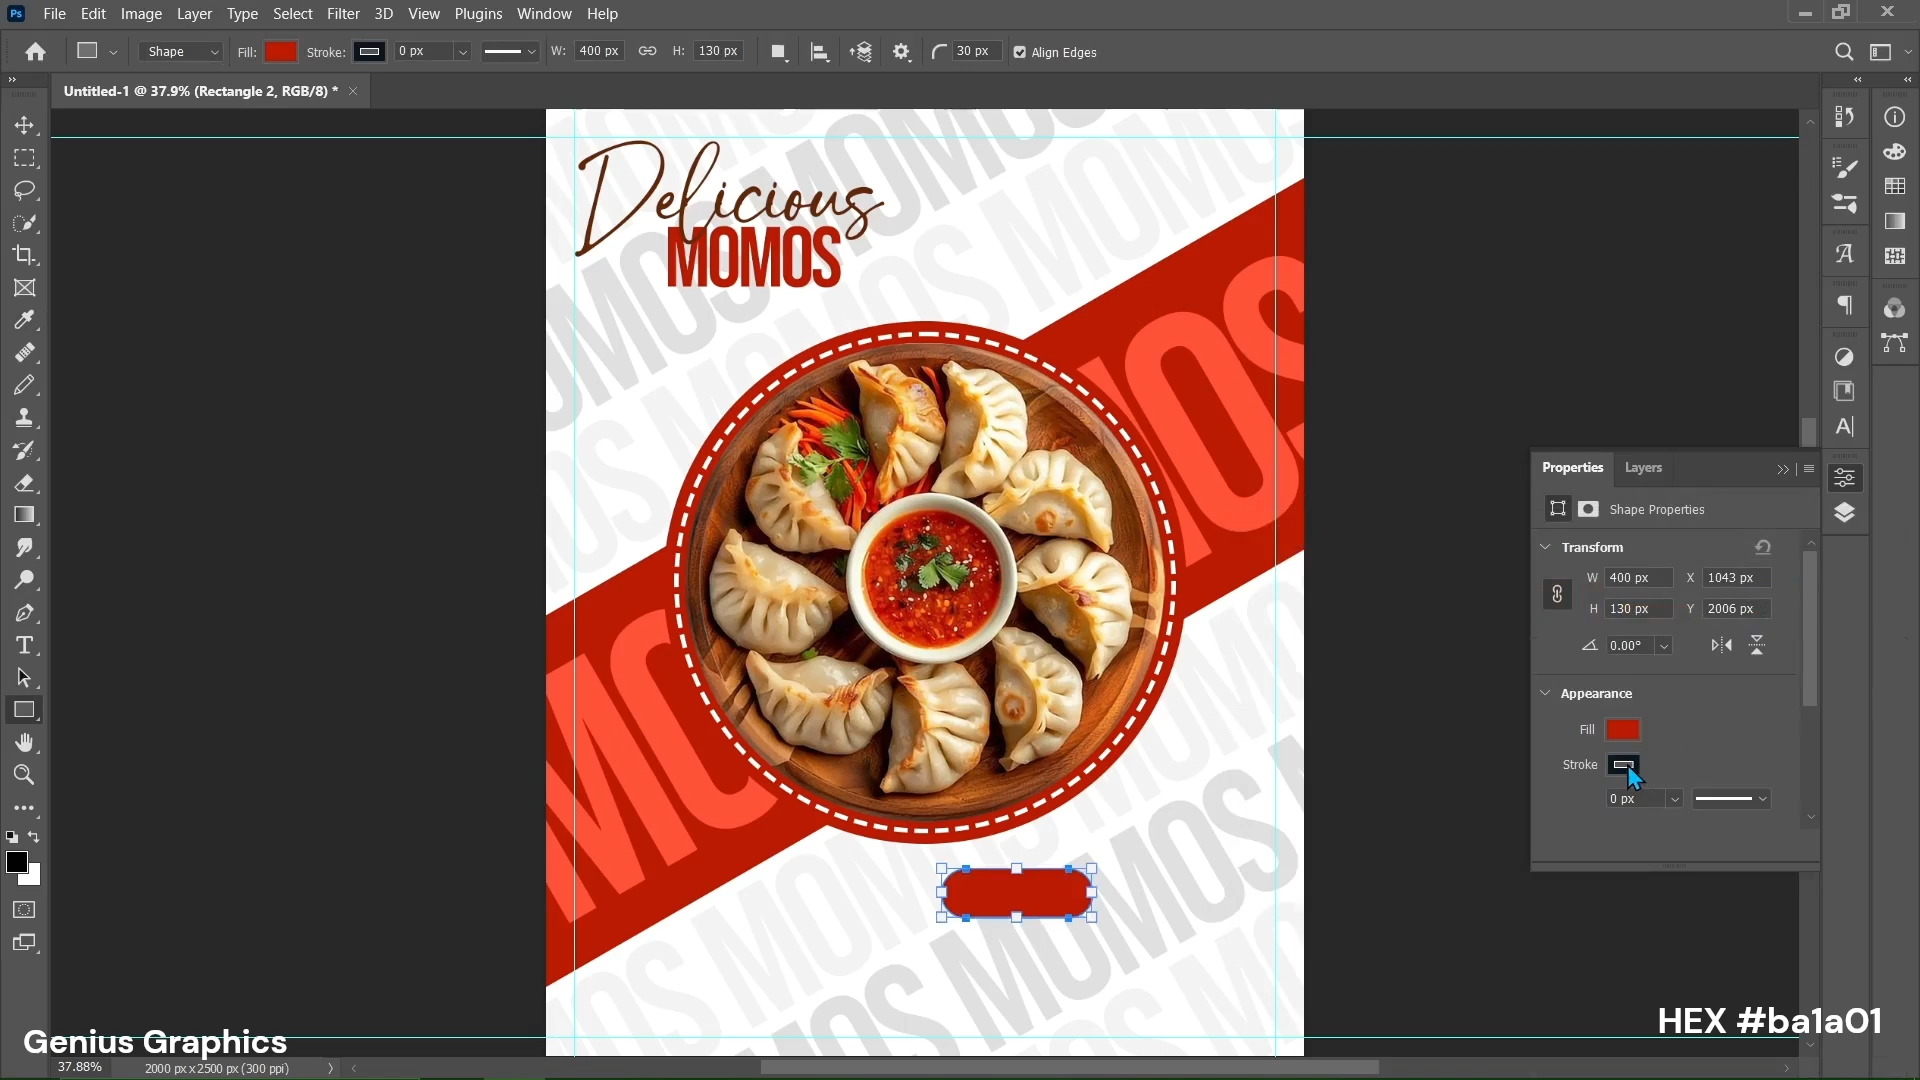 Ps File Edit Image Layer Type Select Filter 3D View Plugins Window Help
Shape Fill: Stroke: 0 px W: 400 px H: 130 px 30 px Align Edges
Untitled-1 @ 37.9% (Rectangle 2, RGB/8) *
Delicious
MOMOS
MOMOS
Properties Layers
Shape Properties
Transform
W 400 px X 1043 px
H 130 px Y 2006 px
0.00°
Appearance
Fill
Stroke
0 px
HEX #ba1a01
Genius Graphics
37.88% 2000 px x 2500 px (300 ppi)